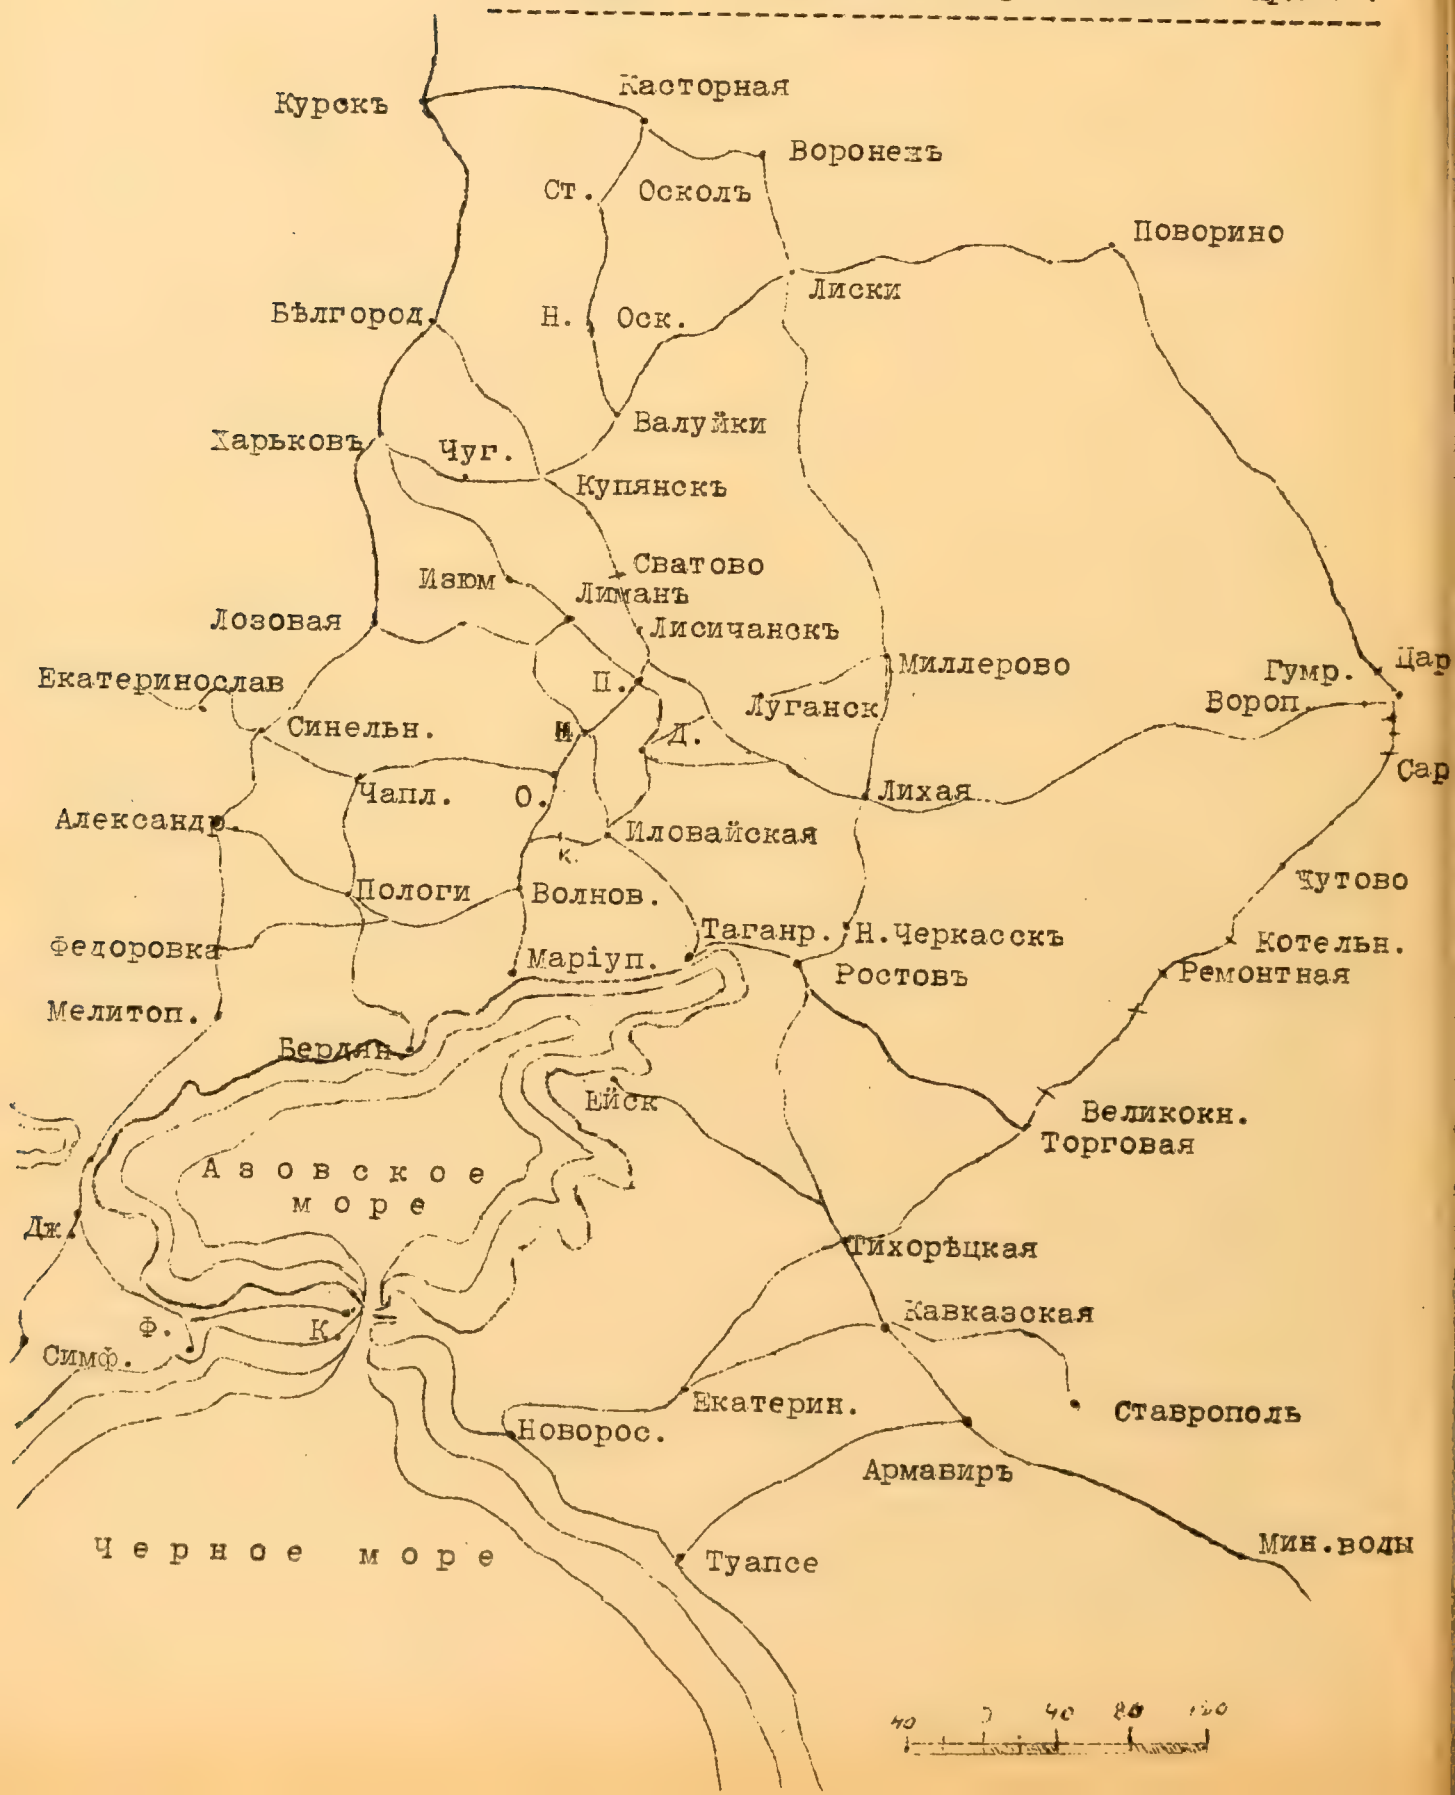 Касторная
Курскъ
Воронежъ
Ст. Осколъ
Поворино
Лиски
Бѣлгород.
Н. Оск.
Валуйки
Харьковъ
Чуг.
Купянскъ
Сватово
Изюм
Лиманъ
Лозовая
Лисичанскъ
Миллерово
Цар
Гумр.
Екатеринослав
П.
Луганск
Вороп.
Синельн.
Н
Д.
Сар
Чапл.
О.
Лихая
Александр.
Иловайская
к.
Чутово
Пологи
Волнов.
Таганр.
Н.Черкасскъ
Котельн.
Федоровка
Маріуп.
Ростовъ
Ремонтная
Мелитоп.
Бердян.
Ейск
Великокн.
Торговая
Азовское
море
Дж.
Тихорѣцкая
Кавказская
Ф.
К.
Симф.
Екатерин.
Ставрополь
Новорос.
Армавиръ
Черное море
Мин.воды
Туапсе
40 0 40 80 120